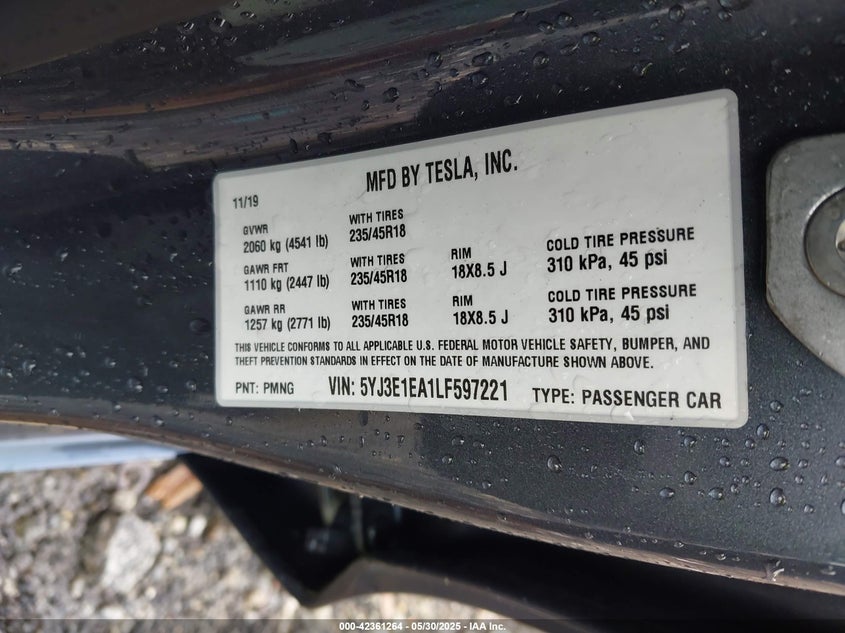 MFD BY TESLA, INC.
11/19
GVWR WITH TIRES
2060 kg (4541 lb) 235/45R18
GAWR FRT WITH TIRES RIM COLD TIRE PRESSURE
1110 kg (2447 lb) 235/45R18 18X8.5 J 310 kPa, 45 psi
GAWR RR WITH TIRES RIM COLD TIRE PRESSURE
1257 kg (2771 lb) 235/45R18 18X8.5 J 310 kPa, 45 psi
THIS VEHICLE CONFORMS TO ALL APPLICABLE U.S. FEDERAL MOTOR VEHICLE SAFETY, BUMPER, AND
THEFT PREVENTION STANDARDS IN EFFECT ON THE DATE OF MANUFACTURE SHOWN ABOVE.
PNT: PMNG VIN: 5YJ3E1EA1LF597221 TYPE: PASSENGER CAR
000-42361264 - 05/30/2025 - IAA Inc.